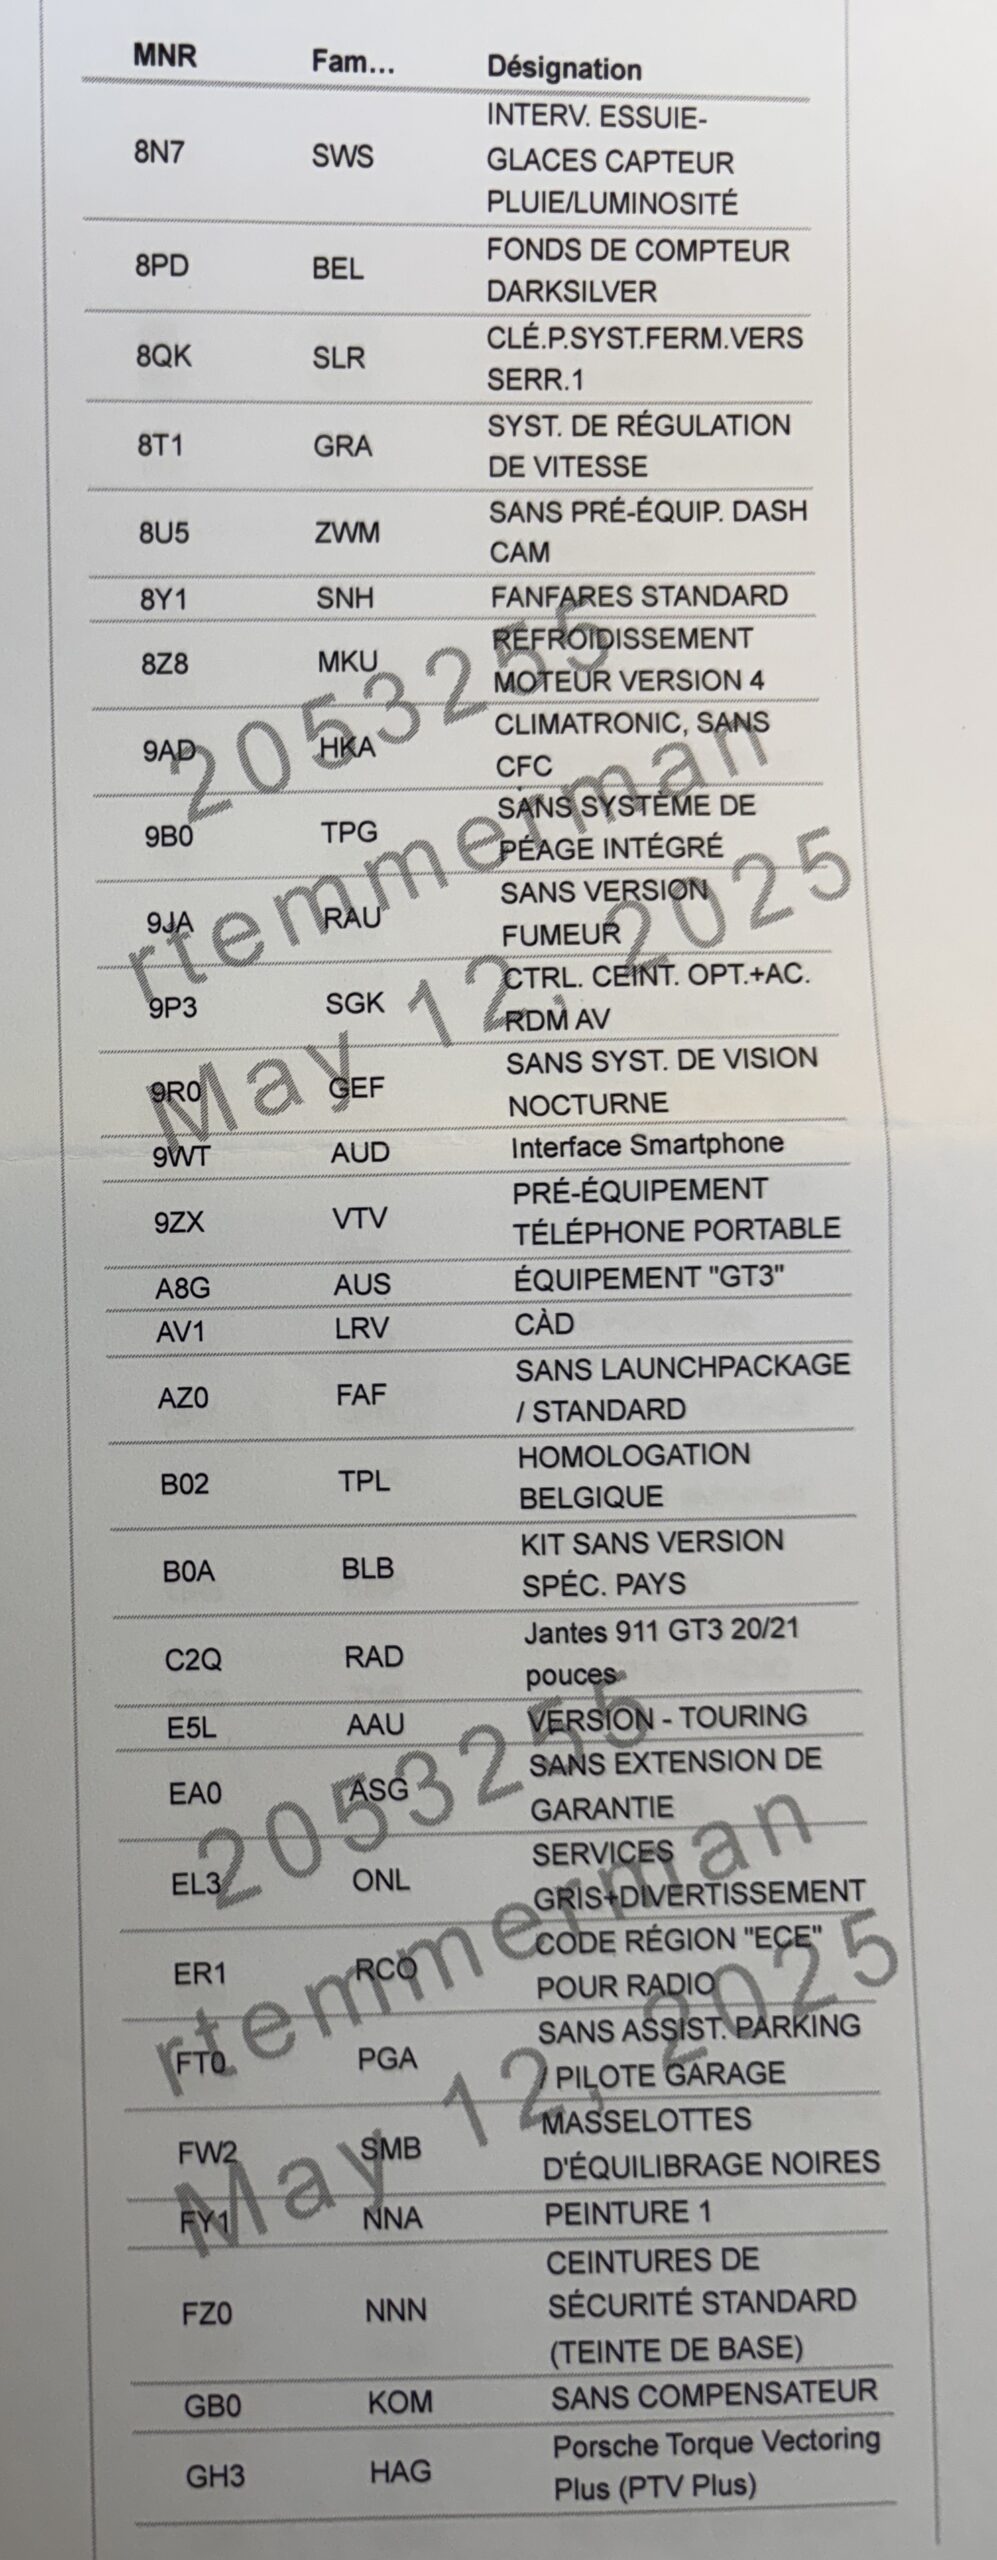 MNR Fam... Désignation
8N7 SWS INTERV. ESSUIE-
GLACES CAPTEUR
PLUIE/LUMINOSITÉ
8PD BEL FONDS DE COMPTEUR
DARKSILVER
8QK SLR CLÉ.P.SYST.FERM.VERS
SERR.1
8T1 GRA SYST. DE RÉGULATION
DE VITESSE
8U5 ZWM SANS PRÉ-ÉQUIP. DASH
CAM
8Y1 SNH FANFARES STANDARD
8Z8 MKU REFROIDISSEMENT
MOTEUR VERSION 4
9AD HKA CLIMATRONIC, SANS
CFC
9B0 TPG SANS SYSTÈME DE
PÉAGE INTÉGRÉ
9JA RAU SANS VERSION
FUMEUR
9P3 SGK CTRL. CEINT. OPT.+AC.
RDM AV
9R0 GEF SANS SYST. DE VISION
NOCTURNE
9WT AUD Interface Smartphone
9ZX VTV PRÉ-ÉQUIPEMENT
TÉLÉPHONE PORTABLE
A8G AUS ÉQUIPEMENT "GT3"
AV1 LRV CÀD
AZ0 FAF SANS LAUNCHPACKAGE
/ STANDARD
B02 TPL HOMOLOGATION
BELGIQUE
B0A BLB KIT SANS VERSION
SPÉC. PAYS
C2Q RAD Jantes 911 GT3 20/21
pouces
E5L AAU VERSION - TOURING
EA0 ASG SANS EXTENSION DE
GARANTIE
EL3 ONL SERVICES
GRIS+DIVERTISSEMENT
ER1 RCO CODE RÉGION "ECE"
POUR RADIO
FT0 PGA SANS ASSIST. PARKING
/ PILOTE GARAGE
FW2 SMB MASSELOTTES
D'ÉQUILIBRAGE NOIRES
FY1 NNA PEINTURE 1
FZ0 NNN CEINTURES DE
SÉCURITÉ STANDARD
(TEINTE DE BASE)
GB0 KOM SANS COMPENSATEUR
GH3 HAG Porsche Torque Vectoring
Plus (PTV Plus)
2053255
rtemmerman
May 12, 2025
2053255
rtemmerman
May 12, 2025